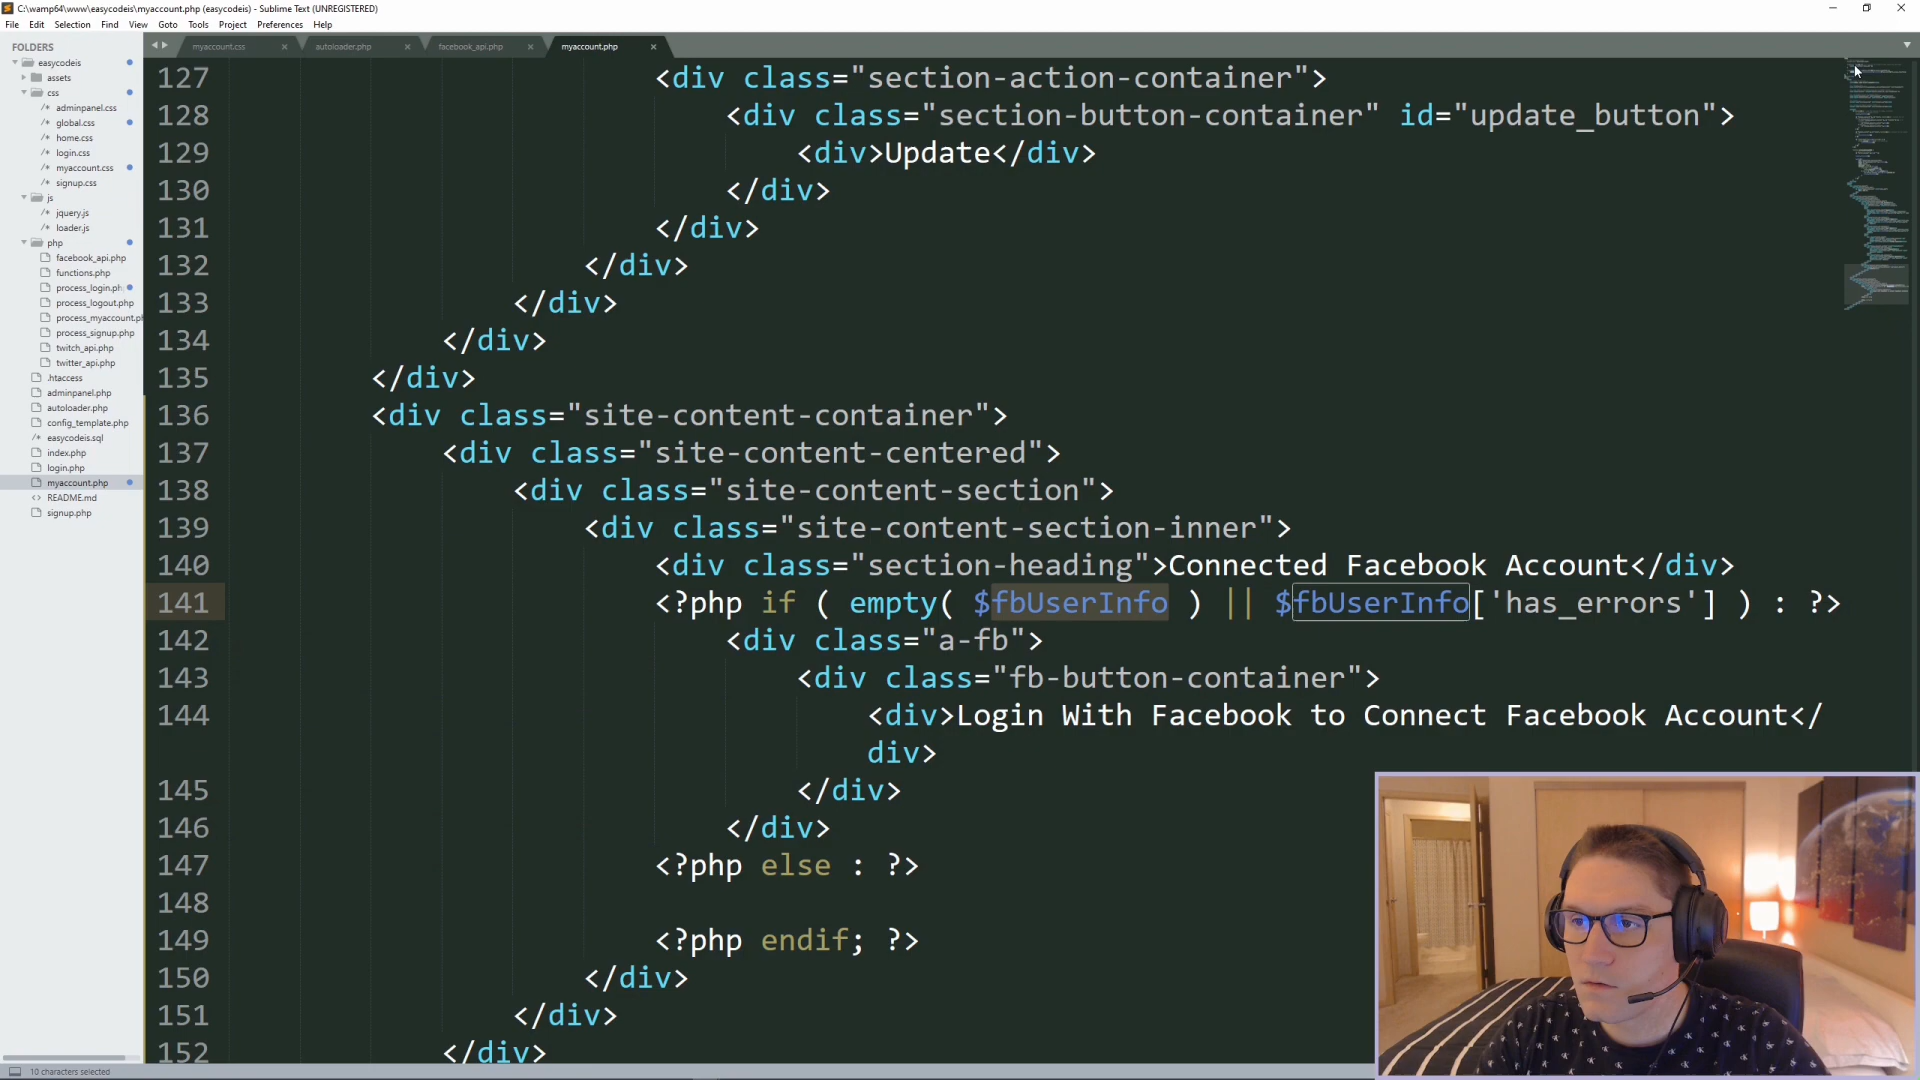 C:\wamp64\www\easycodeis\myaccount.php (easycodeis) - Sublime Text (UNREGISTERED)
File Edit Selection Find View Goto Tools Project Preferences Help
FOLDERS
easycodeis
assets
css
adminpanel.css
global.css
home.css
login.css
myaccount.css
signup.css
js
jquery.js
loader.js
php
facebook_api.php
functions.php
process_login.ph
process_logout.php
process_myaccount.ph
process_signup.php
twitch_api.php
twitter_api.php
.htaccess
adminpanel.php
autoloader.php
config_template.php
easycodeis.sql
index.php
login.php
myaccount.php
README.md
signup.php
myaccount.css autoloader.php facebook_api.php myaccount.php
127 <div class="section-action-container">
128 <div class="section-button-container" id="update_button">
129 <div>Update</div>
130 </div>
131 </div>
132 </div>
133 </div>
134 </div>
135 </div>
136 <div class="site-content-container">
137 <div class="site-content-centered">
138 <div class="site-content-section">
139 <div class="site-content-section-inner">
140 <div class="section-heading">Connected Facebook Account</div>
141 <?php if ( empty( $fbUserInfo ) || $fbUserInfo['has_errors'] ) : ?>
142 <div class="a-fb">
143 <div class="fb-button-container">
144 <div>Login With Facebook to Connect Facebook Account</
div>
145 </div>
146 </div>
147 <?php else : ?>
148
149 <?php endif; ?>
150 </div>
151 </div>
152 </div>
10 characters selected